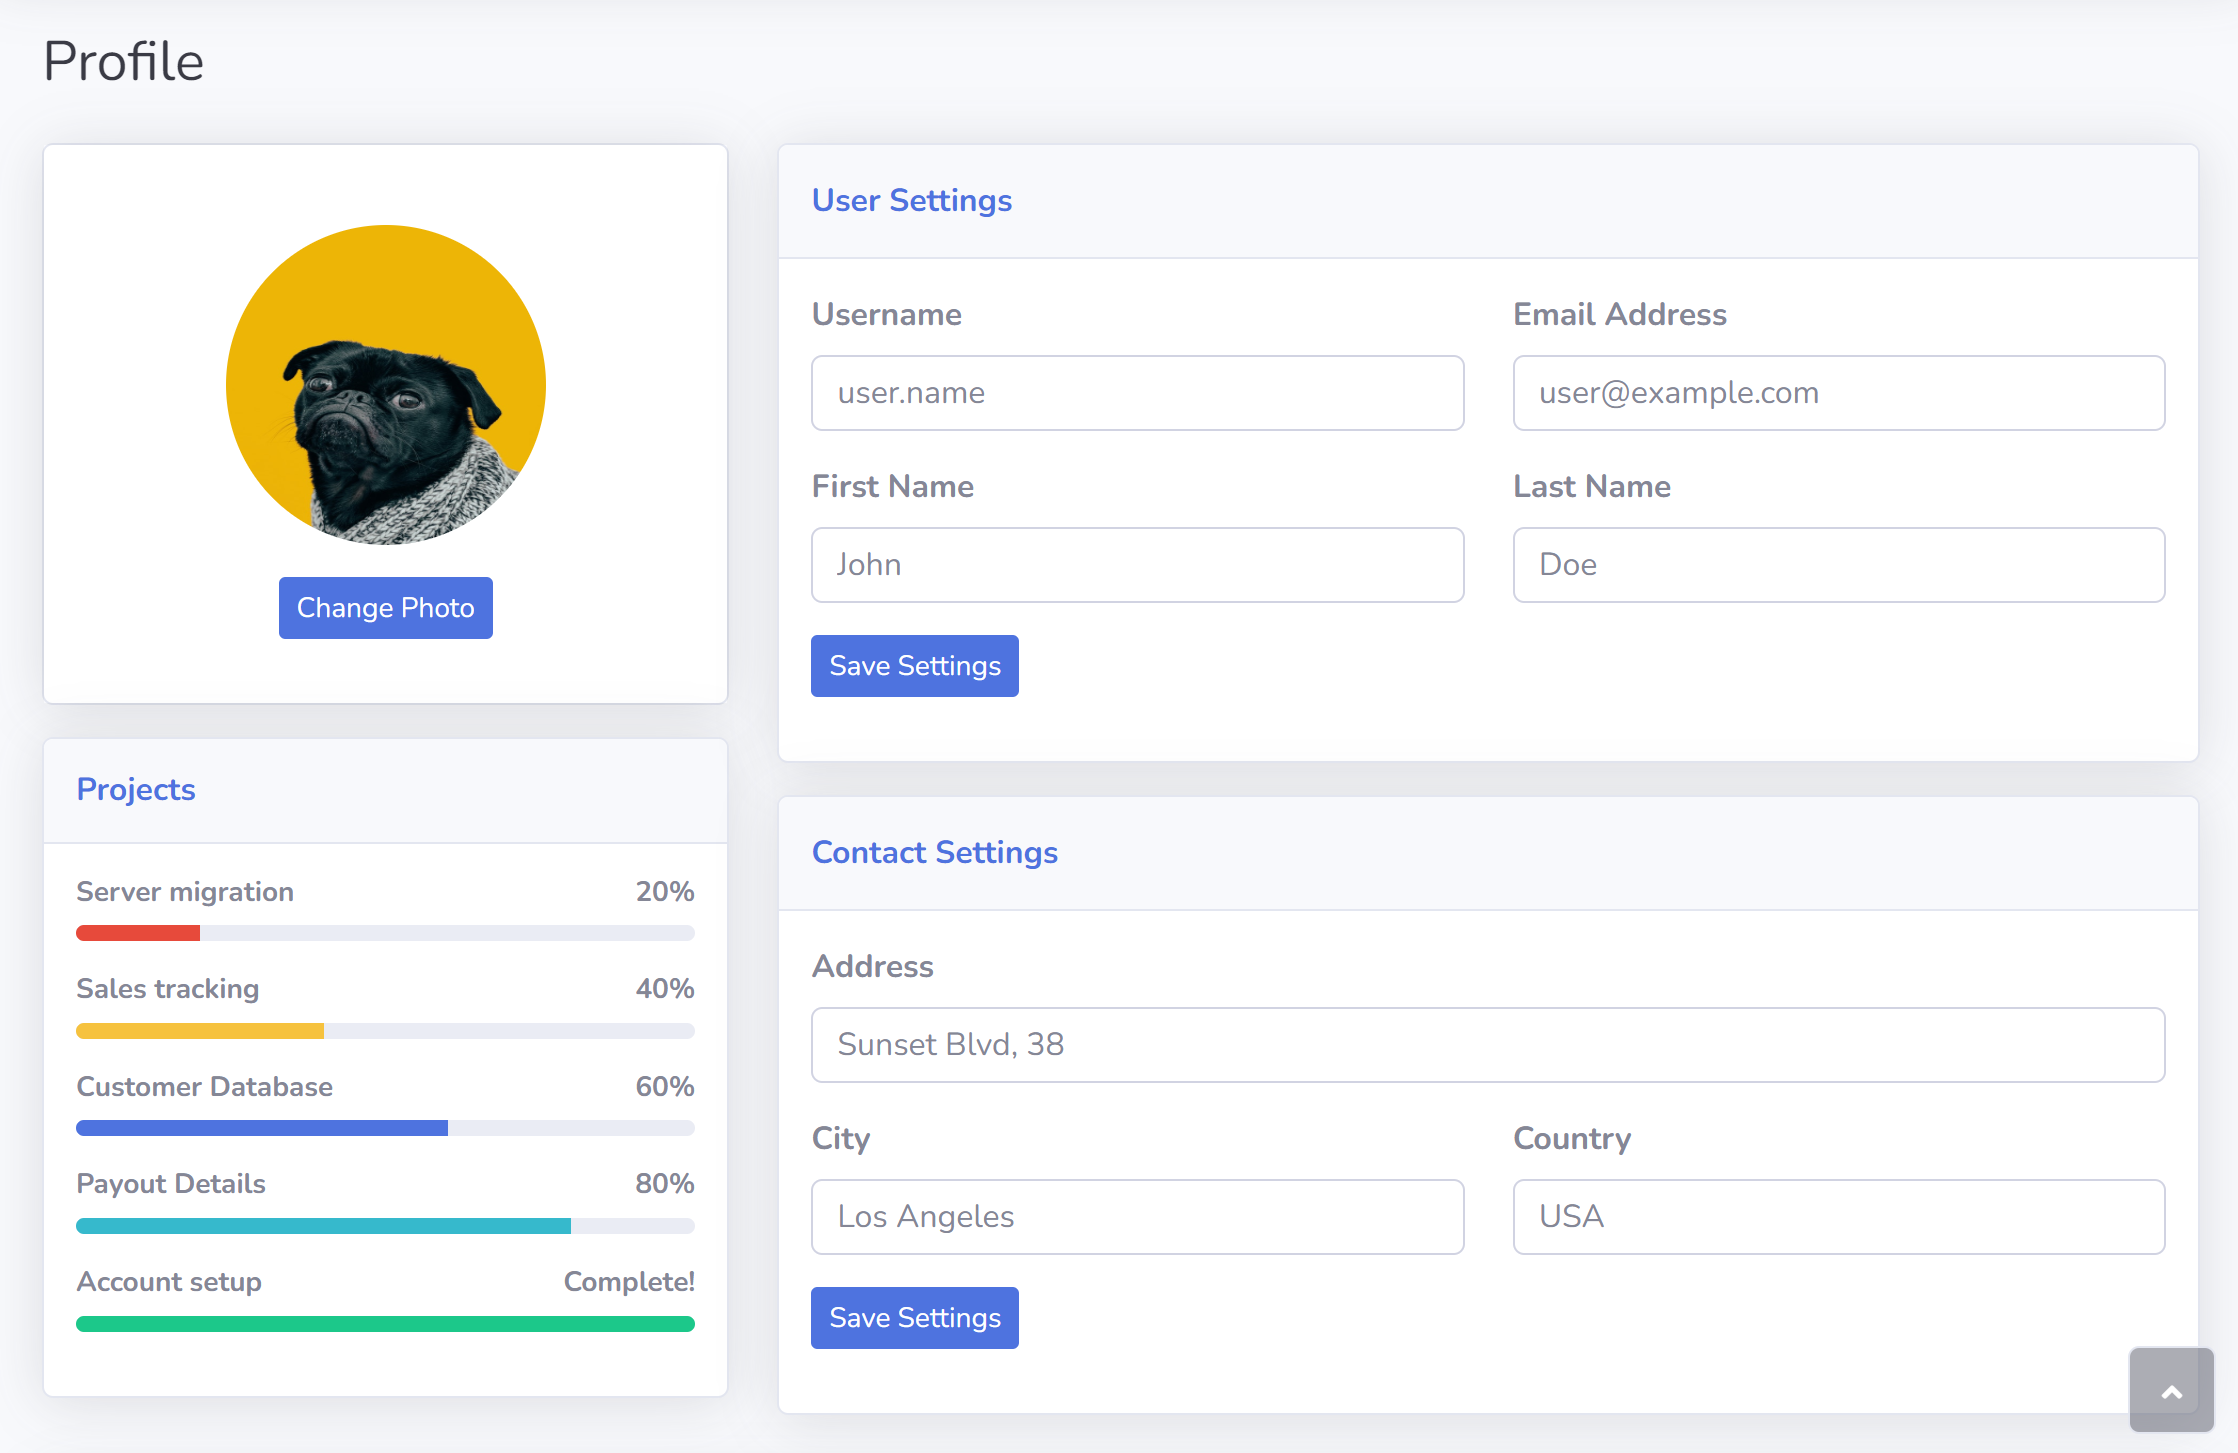 Profile
Change Photo
Projects
Server migration 20%
Sales tracking 40%
Customer Database 60%
Payout Details 80%
Account setup Complete!
User Settings
Username Email Address
user.name user@example.com
First Name Last Name
John Doe
Save Settings
Contact Settings
Address
Sunset Blvd, 38
City Country
Los Angeles USA
Save Settings